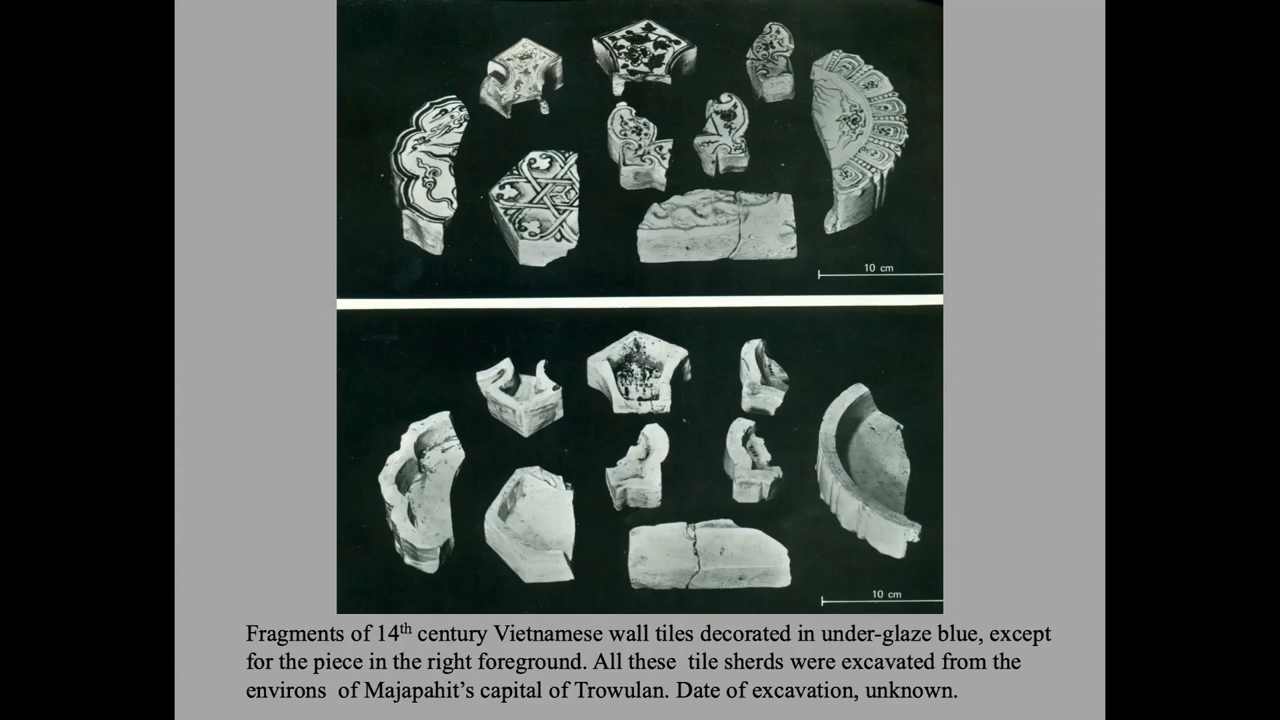 10 cm
10 cm
Fragments of 14th century Vietnamese wall tiles decorated in under-glaze blue, except
for the piece in the right foreground. All these tile sherds were excavated from the
environs of Majapahit’s capital of Trowulan. Date of excavation, unknown.